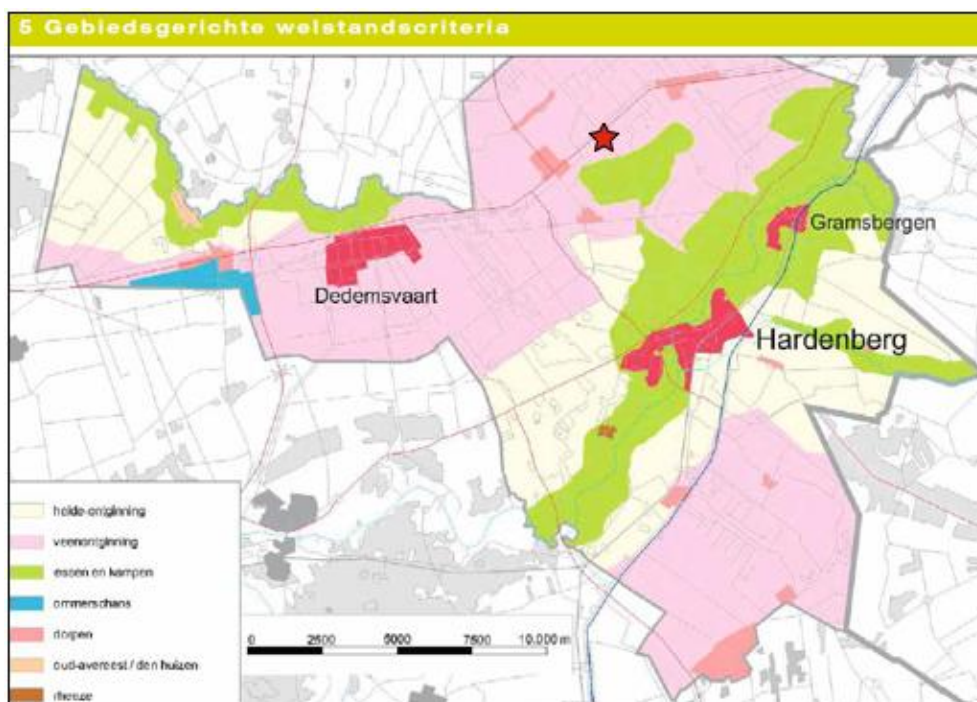 5 Gebiedsgerichte welstandscriteria
Gramsbergen
Dedemsvaart
Hardenberg
heide-ontginning
veenontginning
essen en kampen
ommerschans
dorpen
oud-avereest / den huizen
rheeze
0 2500 5000 7500 10.000 m